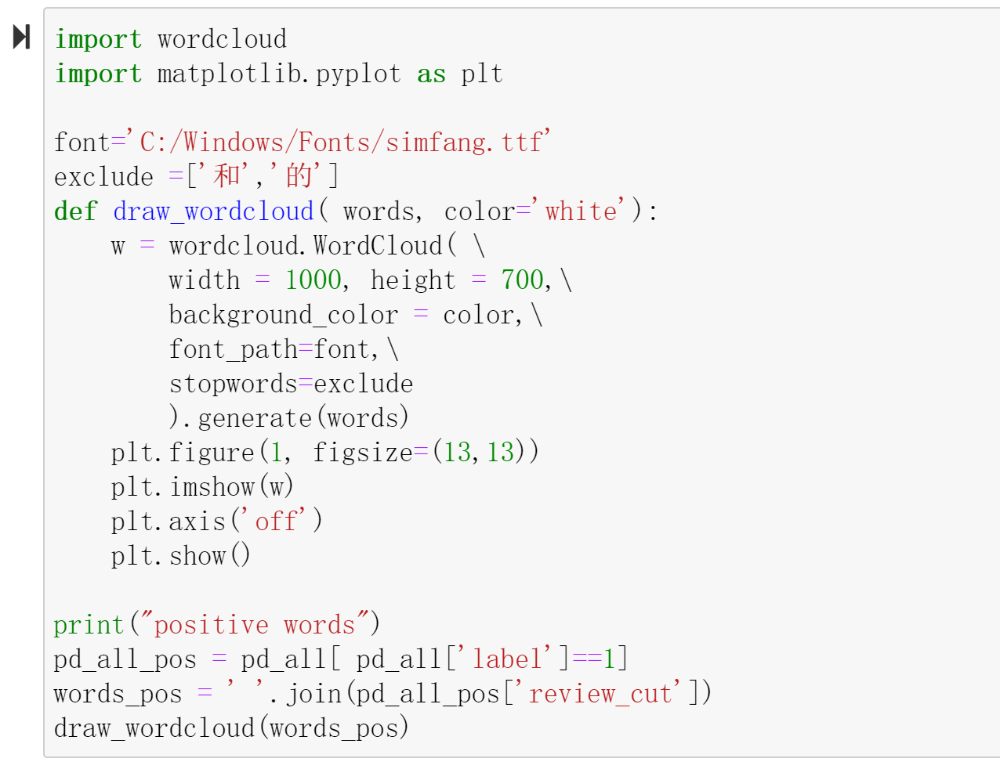 import wordcloud
import matplotlib.pyplot as plt
font='C:/Windows/Fonts/simfang.ttf'
exclude =['和','的']
def draw_wordcloud( words, color='white'):
    w = wordcloud.WordCloud( \
        width = 1000, height = 700,\
        background_color = color,\
        font_path=font,\
        stopwords=exclude
        ).generate(words)
    plt.figure(1, figsize=(13,13))
    plt.imshow(w)
    plt.axis('off')
    plt.show()
print("positive words")
pd_all_pos = pd_all[ pd_all['label']==1]
words_pos = ' '.join(pd_all_pos['review_cut'])
draw_wordcloud(words_pos)